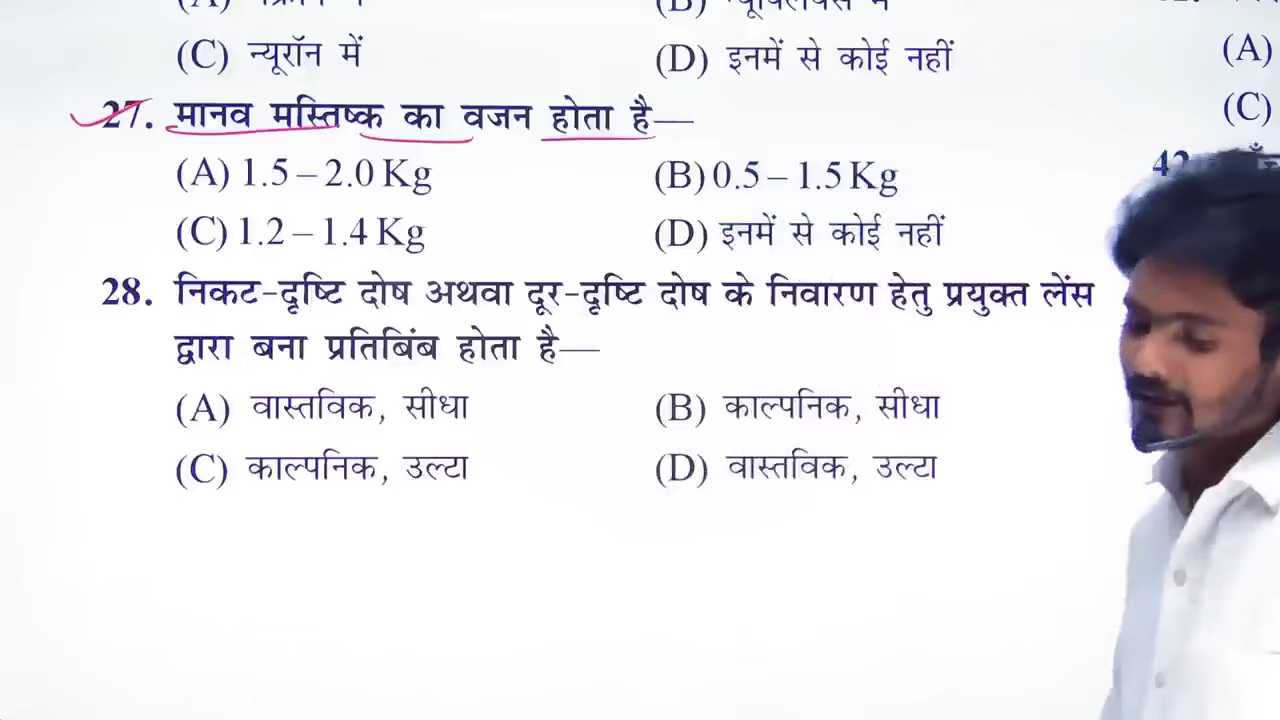 (C) न्यूरॉन में (D) इनमें से कोई नहीं (A)
27. मानव मस्तिष्क का वजन होता है— (C)
(A) 1.5 – 2.0 Kg (B) 0.5 – 1.5 Kg 42
(C) 1.2 – 1.4 Kg (D) इनमें से कोई नहीं
28. निकट-दृष्टि दोष अथवा दूर-दृष्टि दोष के निवारण हेतु प्रयुक्त लेंस
द्वारा बना प्रतिबिंब होता है—
(A) वास्तविक, सीधा (B) काल्पनिक, सीधा
(C) काल्पनिक, उल्टा (D) वास्तविक, उल्टा